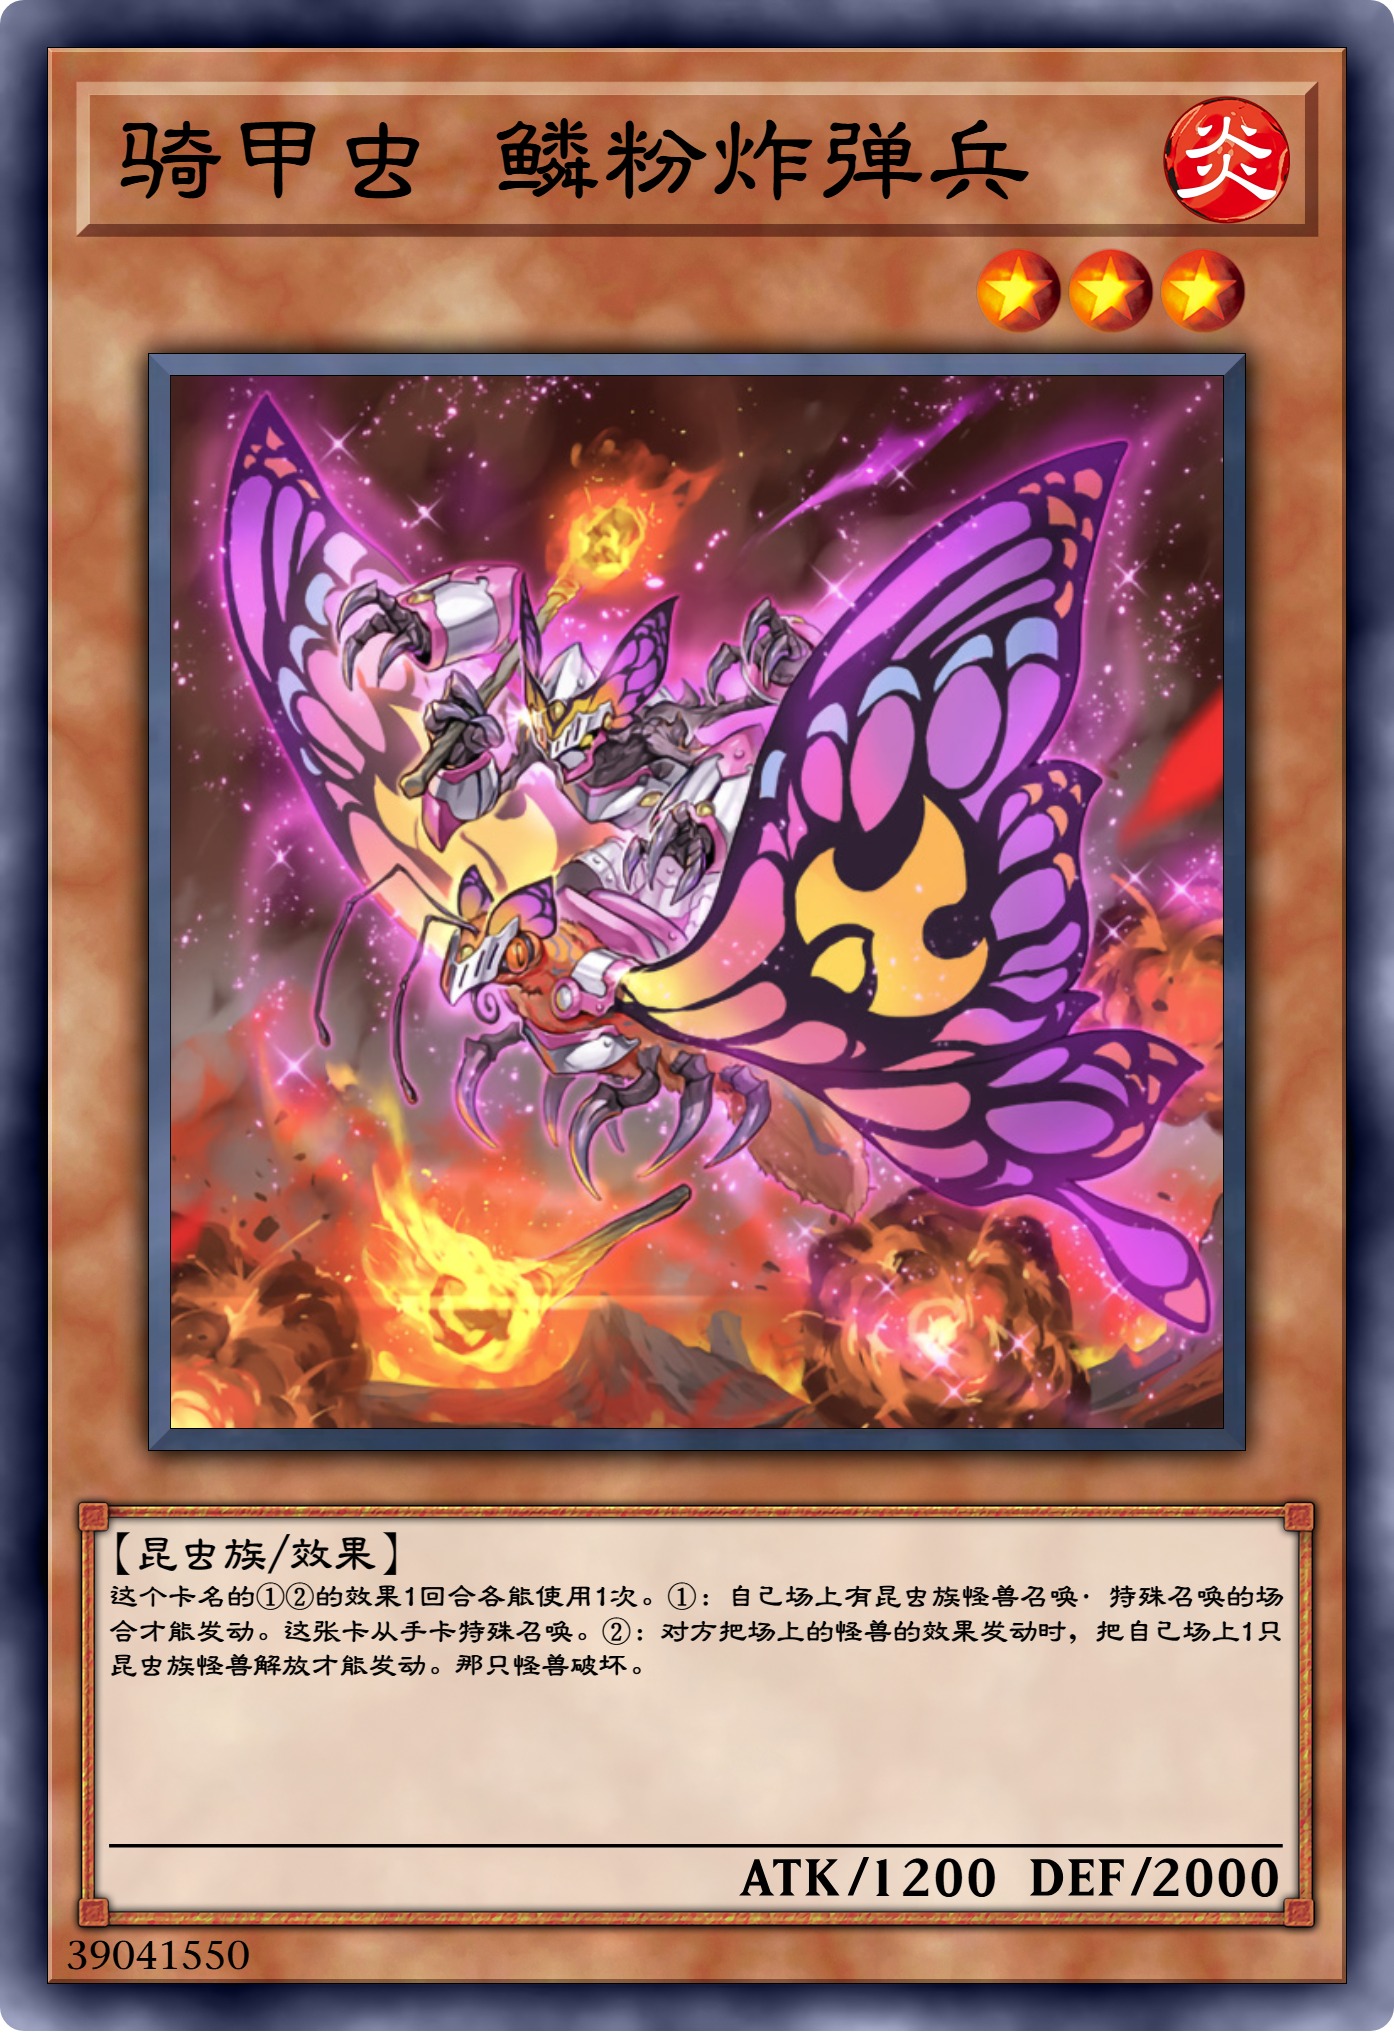 骑甲虫 鳞粉炸弹兵
炎
【昆虫族/效果】
这个卡名的①②的效果1回合各能使用1次。①：自己场上有昆虫族怪兽召唤·特殊召唤的场
合才能发动。这张卡从手卡特殊召唤。②：对方把场上的怪兽的效果发动时，把自己场上1只
昆虫族怪兽解放才能发动。那只怪兽破坏。
ATK/1200 DEF/2000
39041550